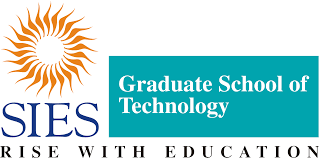 SIES
Graduate School of
Technology
RISE WITH EDUCATION